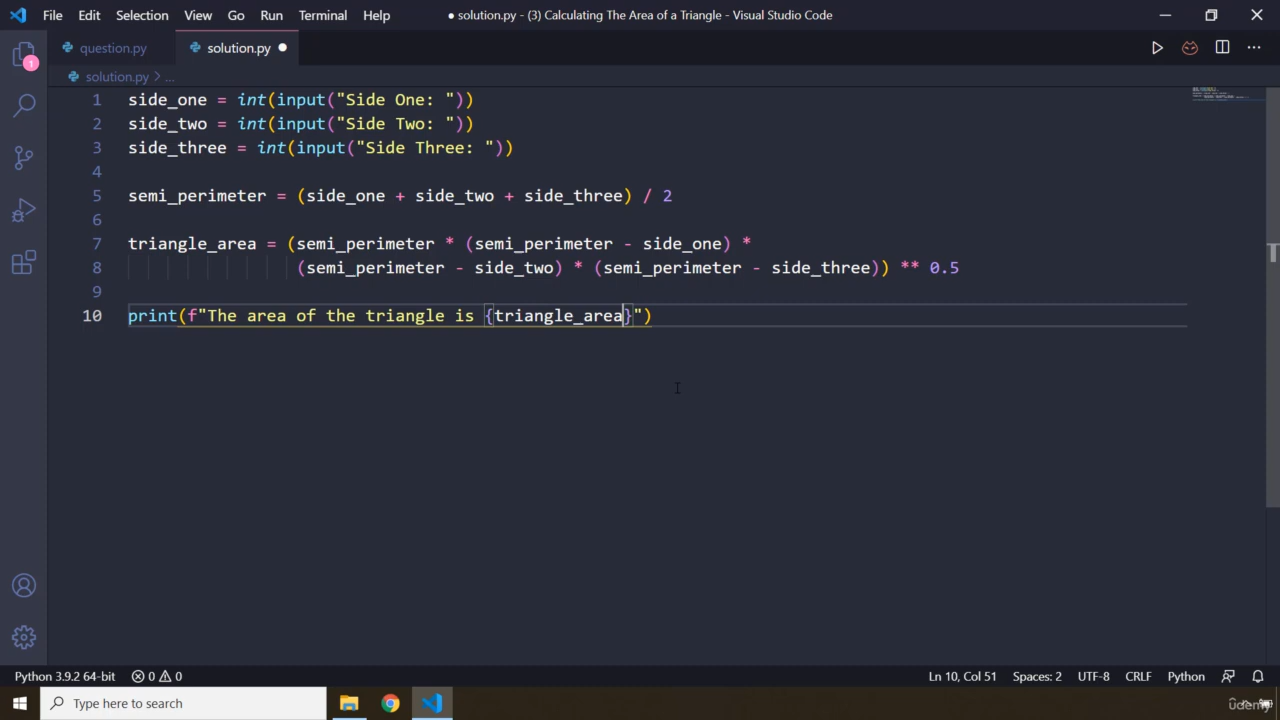 File Edit Selection View Go Run Terminal Help ● solution.py - (3) Calculating The Area of a Triangle - Visual Studio Code
question.py solution.py ●
1
solution.py > ...
1 side_one = int(input("Side One: "))
2 side_two = int(input("Side Two: "))
3 side_three = int(input("Side Three: "))
4
5 semi_perimeter = (side_one + side_two + side_three) / 2
6
7 triangle_area = (semi_perimeter * (semi_perimeter - side_one) *
8 (semi_perimeter - side_two) * (semi_perimeter - side_three)) ** 0.5
9
10 print(f"The area of the triangle is {triangle_area}")
Python 3.9.2 64-bit 0 0 Ln 10, Col 51 Spaces: 2 UTF-8 CRLF Python
Type here to search
udemy